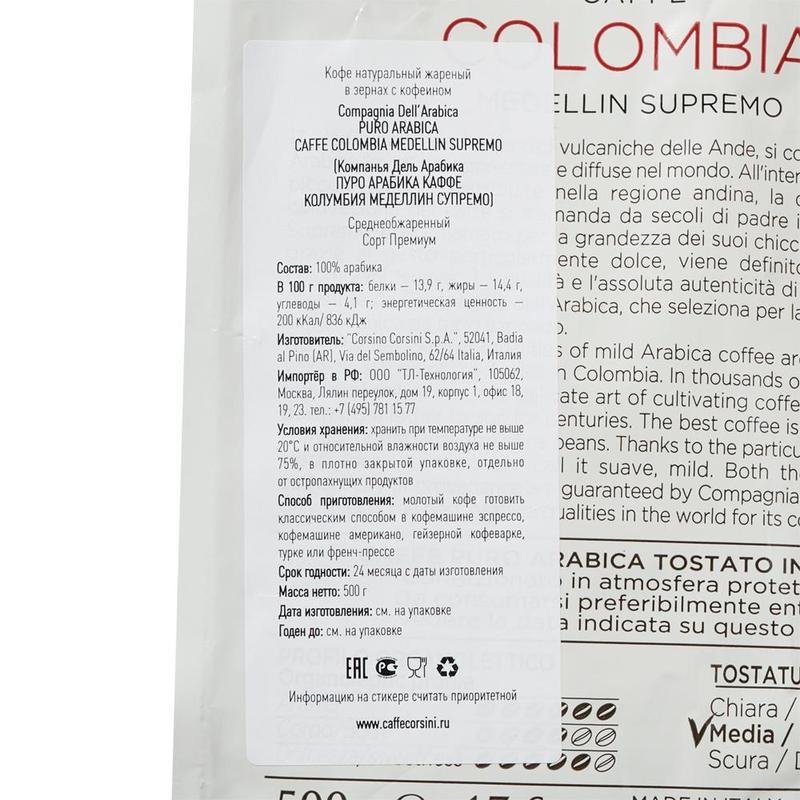 CAFFÈ
COLOMBIA
MEDELLIN SUPREMO
Кофе натуральный жареный
в зернах с кофеином
Compagnia Dell'Arabica
PURO ARABICA
CAFFE COLOMBIA MEDELLIN SUPREMO
(Компанья Дель Арабика
ПУРО АРАБИКА КАФФЕ
КОЛУМБИЯ МЕДЕЛЛИН СУПРЕМО)
Среднеобжаренный
Сорт Премиум
Состав: 100% арабика
В 100 г продукта: белки – 13,9 г, жиры – 14,4 г,
углеводы – 4,1 г; энергетическая ценность –
200 кКал/ 836 кДж
Изготовитель: "Corsino Corsini S.p.A.", 52041, Badia
al Pino (AR), Via del Sembolino, 62/64 Italia, Италия
Импортёр в РФ: ООО "ТЛ-Технология", 105062,
Москва, Лялин переулок, дом 19, корпус 1, офис 18,
19, 23. тел.: +7 (495) 781 15 77
Условия хранения: хранить при температуре не выше
20°С и относительной влажности воздуха не выше
75%, в плотно закрытой упаковке, отдельно
от остропахнущих продуктов
Способ приготовления: молотый кофе готовить
классическим способом в кофемашине эспрессо,
кофемашине американо, гейзерной кофеварке,
турке или френч-прессе
Срок годности: 24 месяца с даты изготовления
Масса нетто: 500 г
Дата изготовления: см. на упаковке
Годен до: см. на упаковке
EAC РС
Информацию на стикере считать приоритетной
www.caffecorsini.ru
vulcaniche delle Ande, si co
e diffuse nel mondo. All'inter
nella regione andina, la c
manda da secoli di padre i
a grandezza dei suoi chicc
ente dolce, viene definito
à e l'assoluta autenticità di
Arabica, che seleziona per la
o.
s of mild Arabica coffee are
n Colombia. In thousands o
ate art of cultivating coffe
enturies. The best coffee is
beans. Thanks to the particu
l it suave, mild. Both the
guaranteed by Compagnia
ualities in the world for its co
RABICA TOSTATO IN
in atmosfera protet
i preferibilmente ent
data indicata su questo
TOSTATU
Chiara /
Media /
Scura / D
500